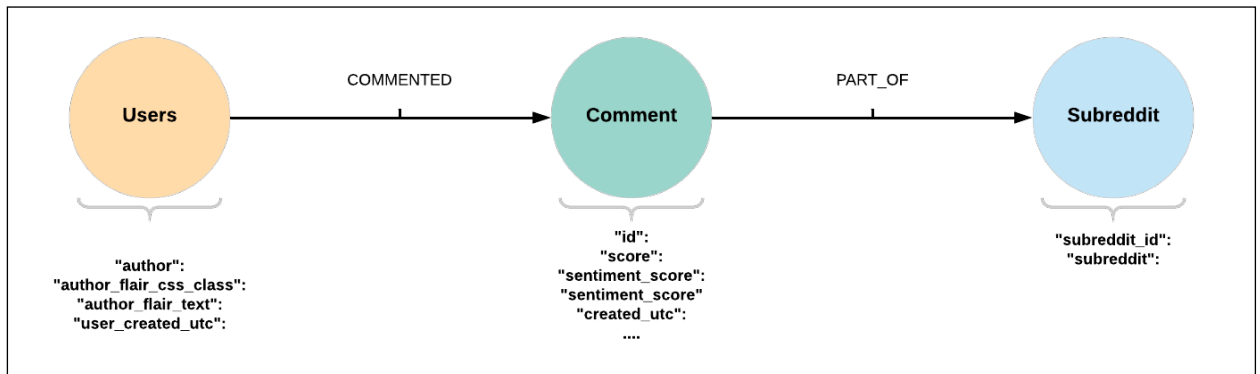 COMMENTED
PART_OF
Users
Comment
Subreddit
"author":
"author_flair_css_class":
"author_flair_text":
"user_created_utc":
"id":
"score":
"sentiment_score":
"sentiment_score"
"created_utc":
....
"subreddit_id":
"subreddit":